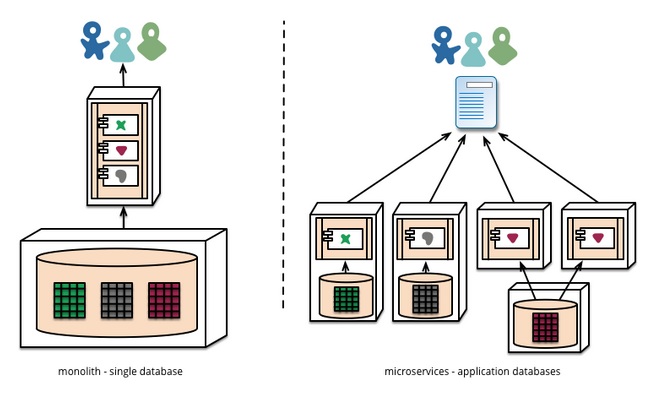 monolith - single database
microservices - application databases